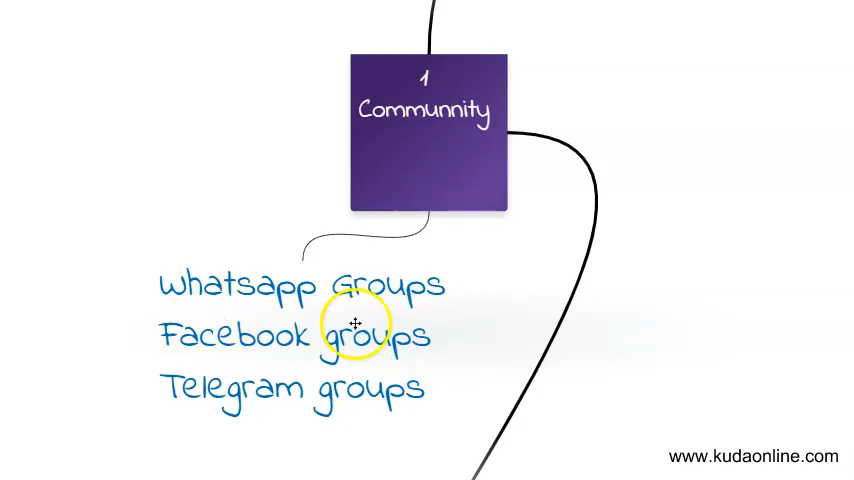 1
Communnity
Whatsapp Groups
Facebook groups
Telegram groups
www.kudaonline.com